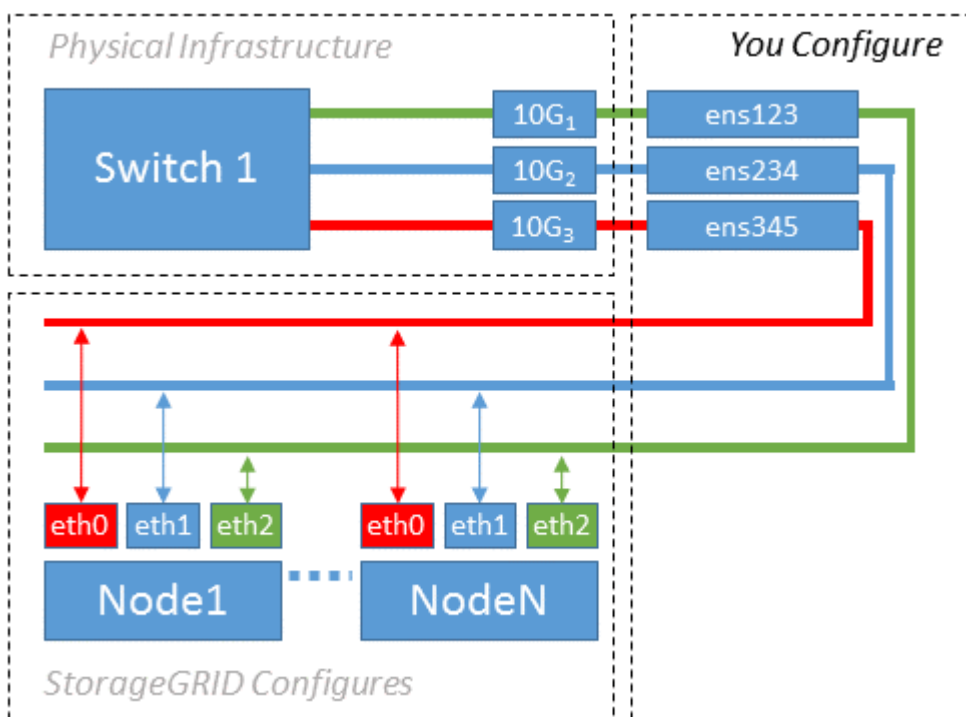 Physical Infrastructure
You Configure
Switch 1
10G₁
ens123
10G₂
ens234
10G₃
ens345
eth0
eth1
eth2
eth0
eth1
eth2
Node1
NodeN
StorageGRID Configures